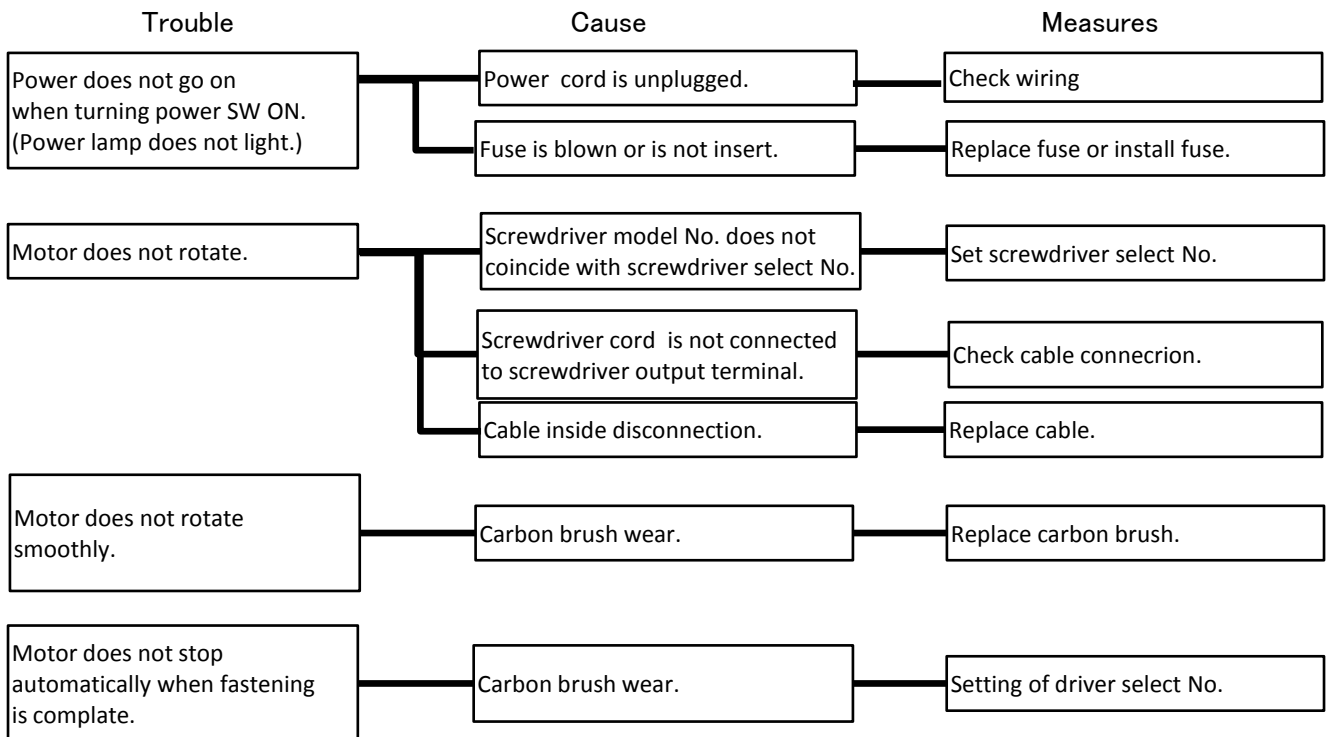 Trouble
Cause
Measures
Power does not go on
when turning power SW ON.
(Power lamp does not light.)
Power cord is unplugged.
Check wiring
Fuse is blown or is not insert.
Replace fuse or install fuse.
Motor does not rotate.
Screwdriver model No. does not
coincide with screwdriver select No.
Set screwdriver select No.
Screwdriver cord is not connected
to screwdriver output terminal.
Check cable connecrion.
Cable inside disconnection.
Replace cable.
Motor does not rotate
smoothly.
Carbon brush wear.
Replace carbon brush.
Motor does not stop
automatically when fastening
is complate.
Carbon brush wear.
Setting of driver select No.